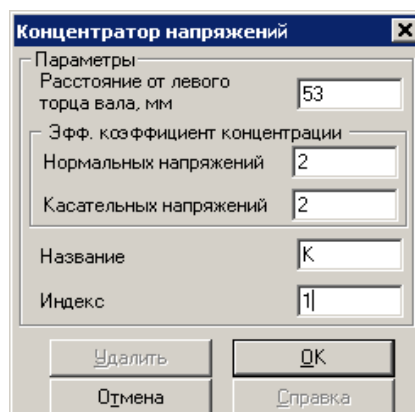 Концентратор напряжений
Параметры
Расстояние от левого
торца вала, мм
53
Эфф. коэффициент концентрации
Нормальных напряжений
2
Касательных напряжений
2
Название
К
Индекс
1
Удалить
OK
Отмена
Справка